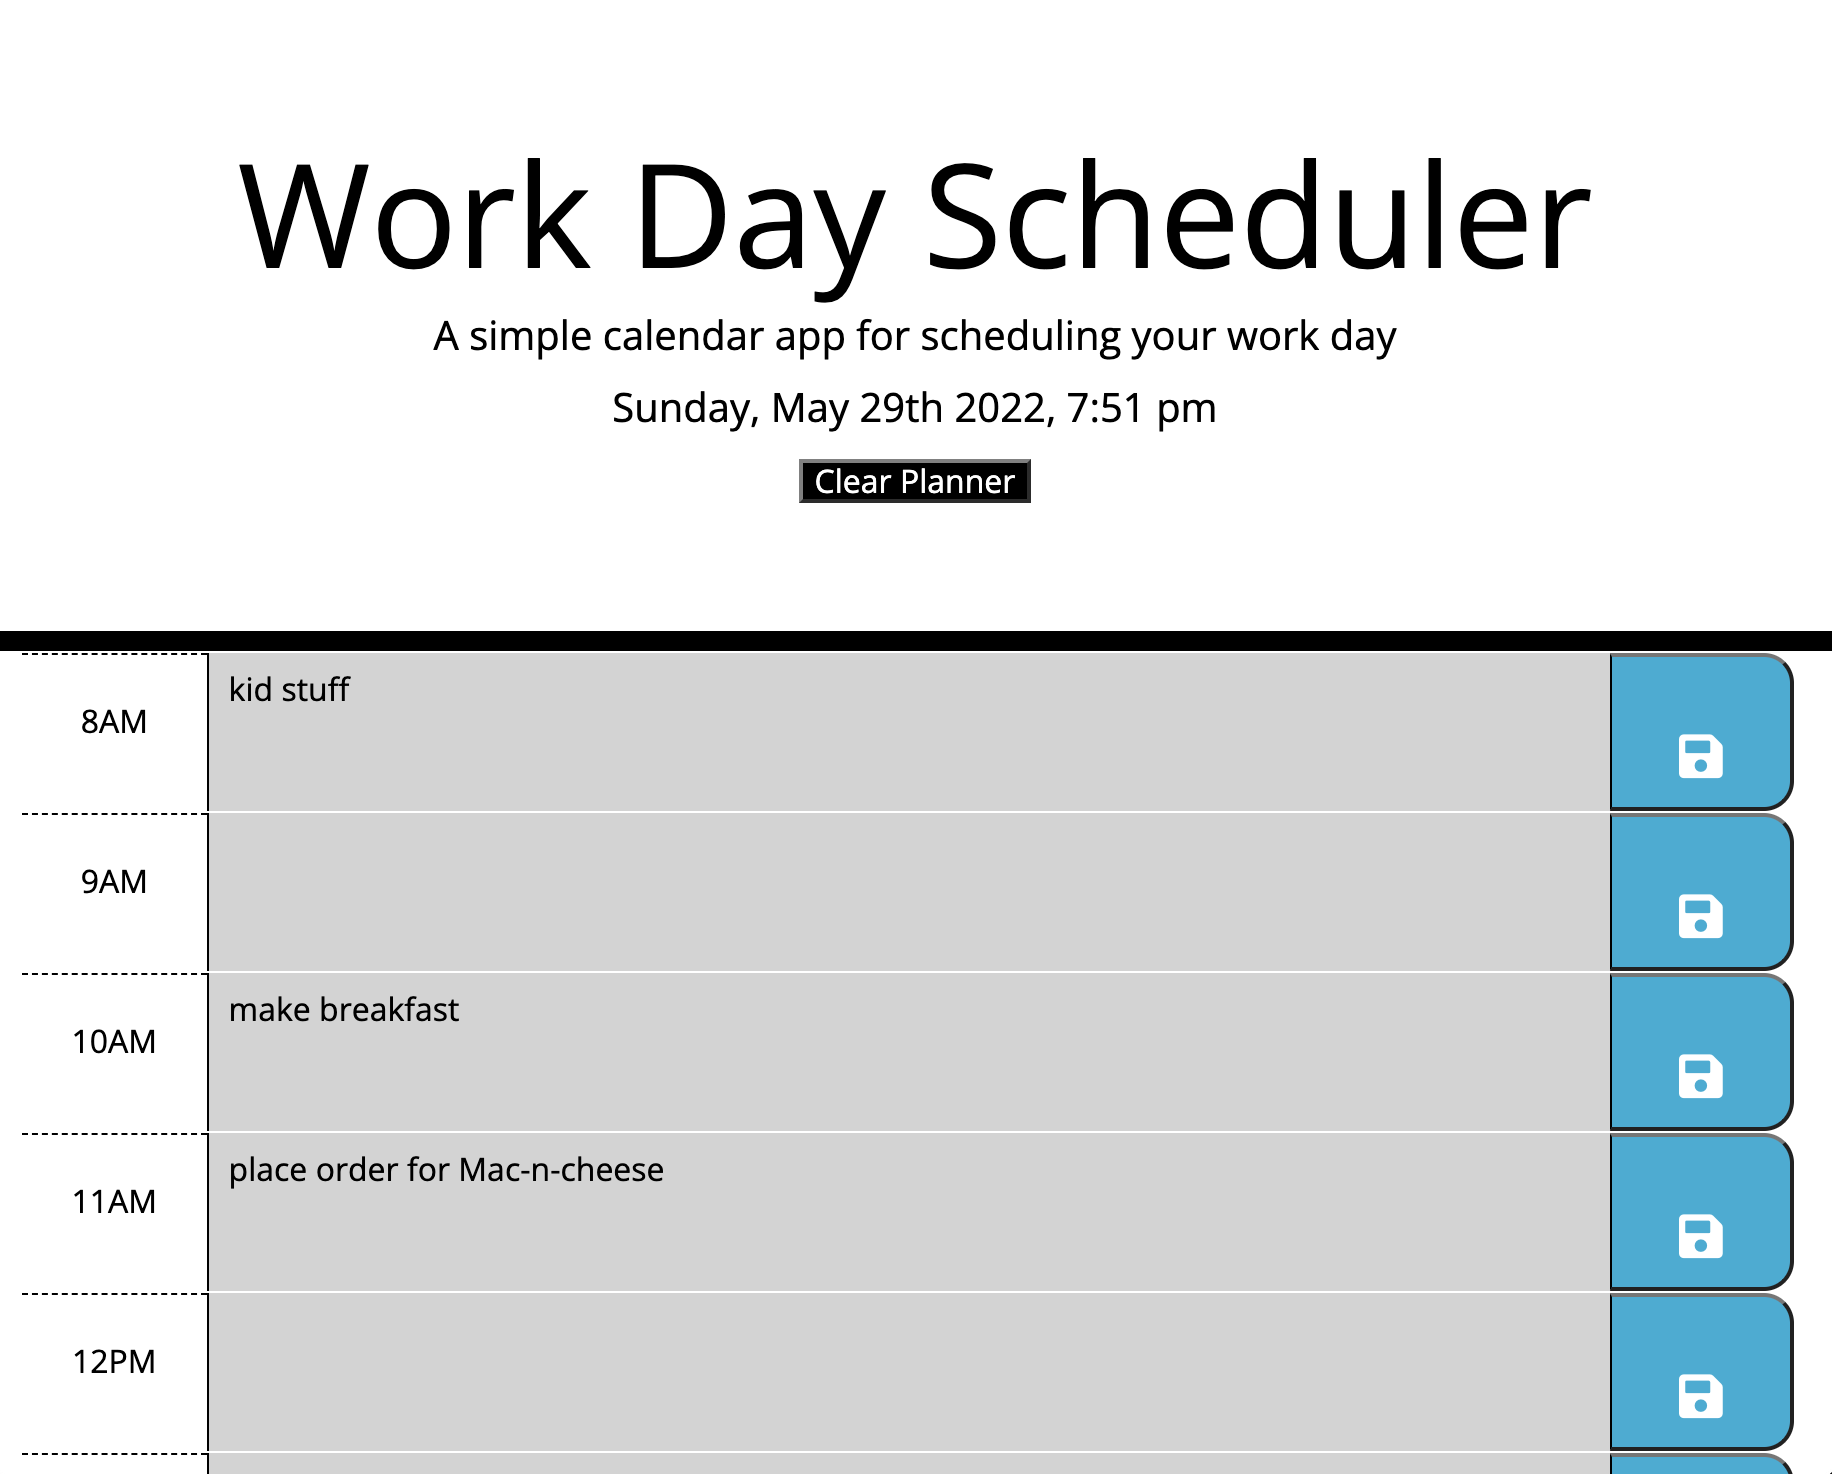 Work Day Scheduler
A simple calendar app for scheduling your work day
Sunday, May 29th 2022, 7:51 pm
Clear Planner
8AM
kid stuff
9AM
10AM
make breakfast
11AM
place order for Mac-n-cheese
12PM